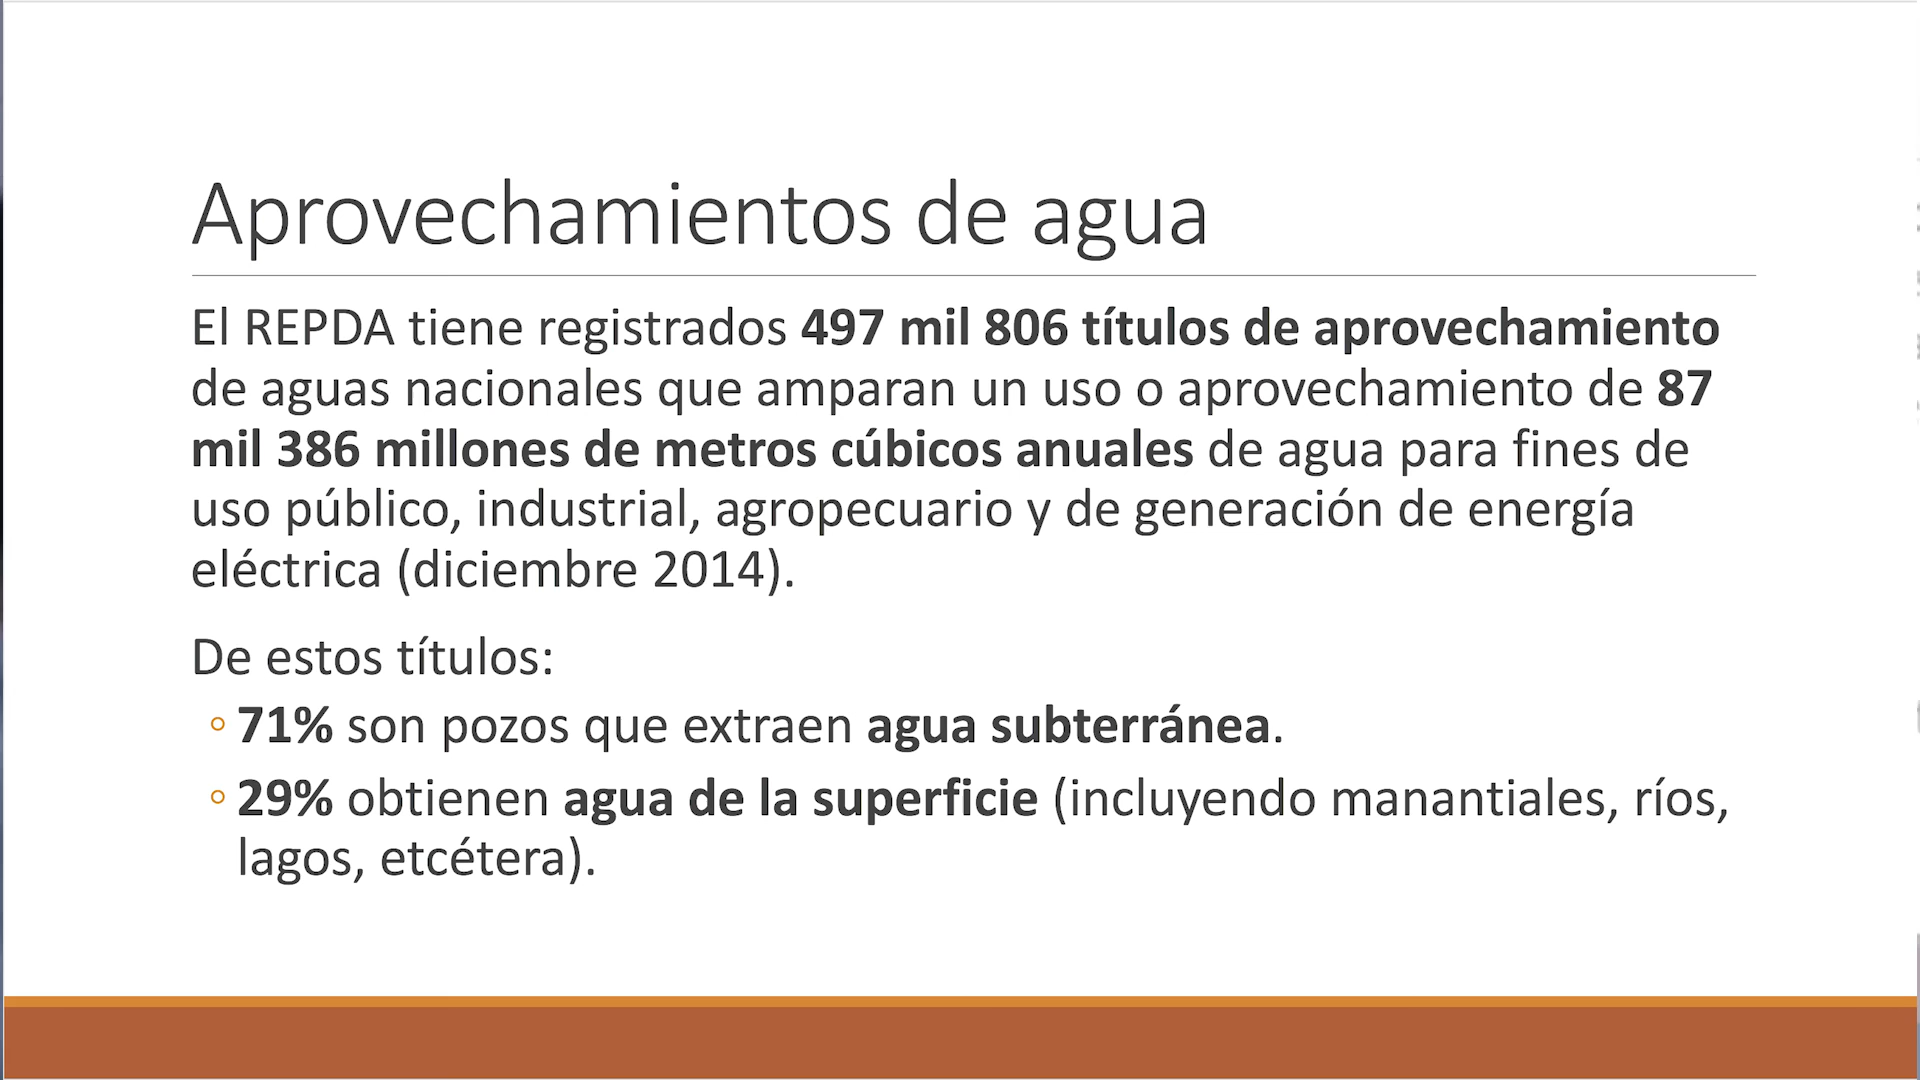 Aprovechamientos de agua
El REPDA tiene registrados 497 mil 806 títulos de aprovechamiento
de aguas nacionales que amparan un uso o aprovechamiento de 87
mil 386 millones de metros cúbicos anuales de agua para fines de
uso público, industrial, agropecuario y de generación de energía
eléctrica (diciembre 2014).
De estos títulos:
◦ 71% son pozos que extraen agua subterránea.
◦ 29% obtienen agua de la superficie (incluyendo manantiales, ríos,
lagos, etcétera).